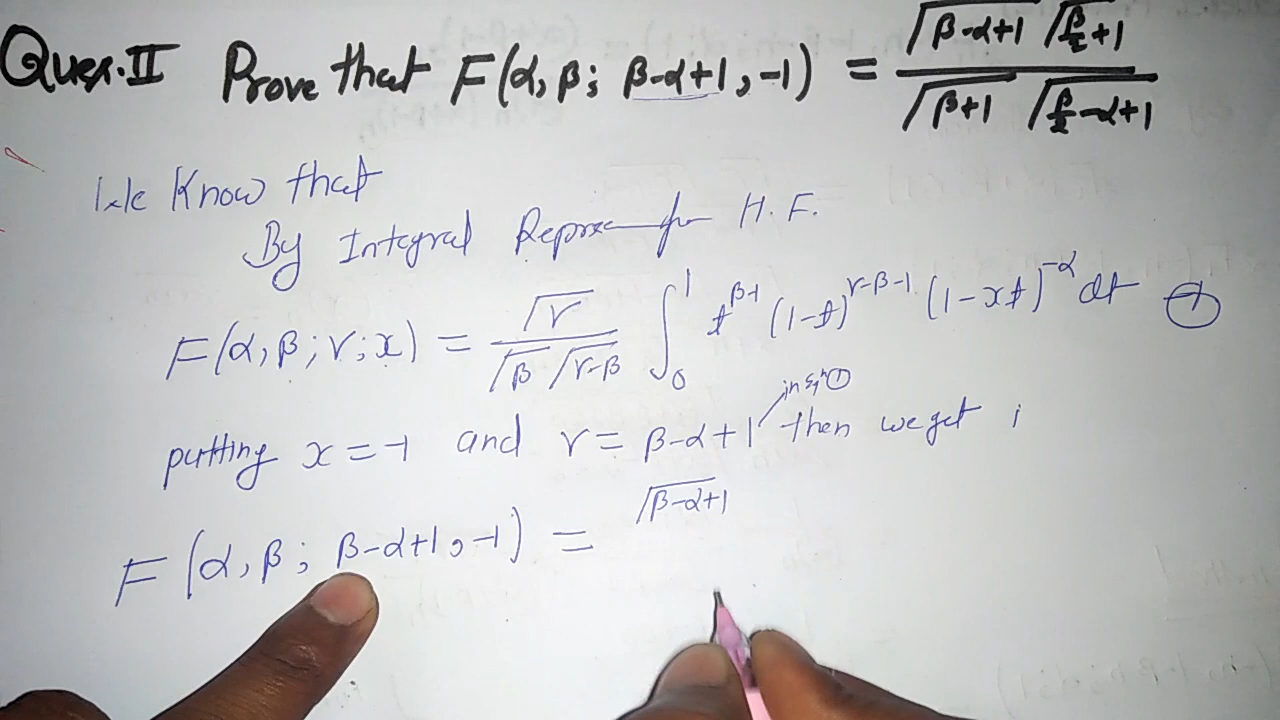 Ques.II Prove that F(α, β; β-α+1, -1) = Γβ-α+1 Γβ/2+1 / Γβ+1 Γβ/2-α+1
We Know that
By Integral for H.F.
F(α, β; γ; x) = Γγ / Γβ Γγ-β ∫₀¹ t^(β-1) (1-t)^(γ-β-1) (1-xt)^(-α) dt ①
in eqⁿ ①
putting x = -1 and γ = β-α+1 then we get
F(α, β; β-α+1, -1) = Γβ-α+1